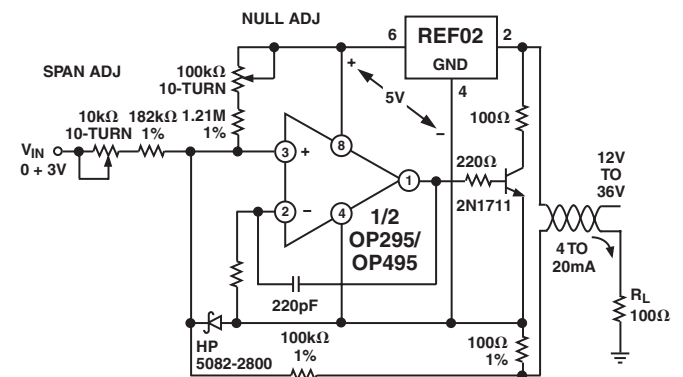 NULL ADJ
6
REF02
2
GND
4
SPAN ADJ
100kΩ
10-TURN
+
5V
–
100Ω
10kΩ
10-TURN
182kΩ
1%
1.21M
1%
VIN
0 + 3V
3
+
8
1
220Ω
2N1711
12V
TO
36V
2
–
4
1/2
OP295/
OP495
4 TO
20mA
220pF
RL
100Ω
HP
5082-2800
100kΩ
1%
100Ω
1%